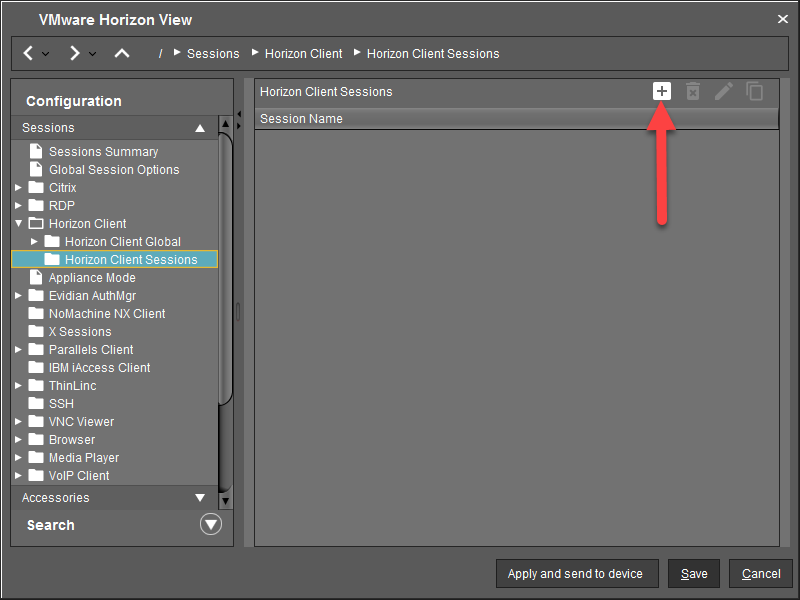 VMware Horizon View
/ Sessions Horizon Client Horizon Client Sessions
Configuration
Sessions
Sessions Summary
Global Session Options
Citrix
RDP
Horizon Client
Horizon Client Global
Horizon Client Sessions
Appliance Mode
Evidian AuthMgr
NoMachine NX Client
X Sessions
Parallels Client
IBM iAccess Client
ThinLinc
SSH
VNC Viewer
Browser
Media Player
VoIP Client
Accessories
Search
Horizon Client Sessions
Session Name
Apply and send to device Save Cancel